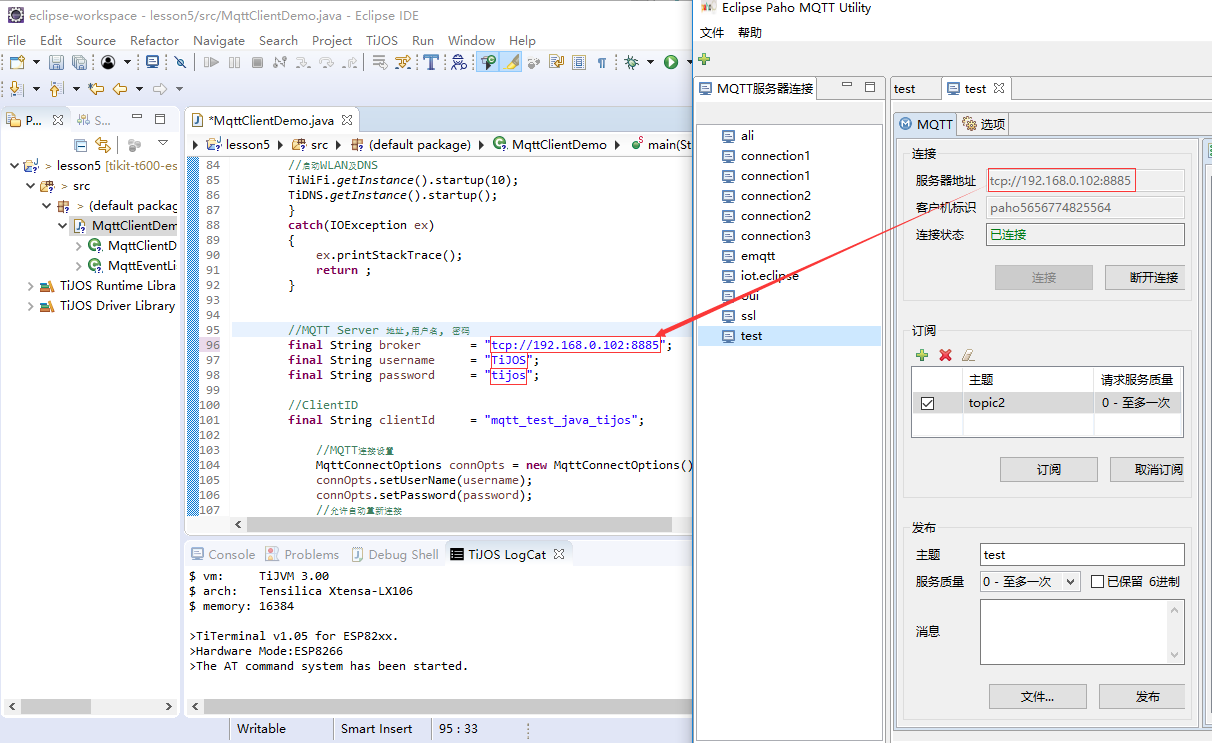 eclipse-workspace - lesson5/src/MqttClientDemo.java - Eclipse IDE
File Edit Source Refactor Navigate Search Project TiJOS Run Window Help
P... S...
lesson5 [tikit-t600-es
> src
> (default packag
MqttClientDem
MqttClientD
MqttEventLi
TiJOS Runtime Libra
TiJOS Driver Library
*MqttClientDemo.java
lesson5 src (default package) MqttClientDemo main(St
84 //启动WLAN及DNS
85 TiWiFi.getInstance().startup(10);
86 TiDNS.getInstance().startup();
87 }
88 catch(IOException ex)
89 {
90 ex.printStackTrace();
91 return ;
92 }
93
94
95 //MQTT Server 地址,用户名, 密码
96 final String broker = "tcp://192.168.0.102:8885";
97 final String username = "TiJOS";
98 final String password = "tijos";
99
100 //ClientID
101 final String clientId = "mqtt_test_java_tijos";
102
103 //MQTT连接设置
104 MqttConnectOptions connOpts = new MqttConnectOptions()
105 connOpts.setUserName(username);
106 connOpts.setPassword(password);
107 //允许自动重新连接
Console Problems Debug Shell TiJOS LogCat
$ vm: TiJVM 3.00
$ arch: Tensilica Xtensa-LX106
$ memory: 16384
>TiTerminal v1.05 for ESP82xx.
>Hardware Mode:ESP8266
>The AT command system has been started.
Writable Smart Insert 95 : 33
Eclipse Paho MQTT Utility
文件 帮助
MQTT服务器连接
ali
connection1
connection1
connection2
connection2
connection3
emqtt
iot.eclipse
oui
ssl
test
test test
MQTT 选项
连接
服务器地址 tcp://192.168.0.102:8885
客户机标识 paho5656774825564
连接状态 已连接
连接 断开连接
订阅
主题 请求服务质量
topic2 0 - 至多一次
订阅 取消订阅
发布
主题 test
服务质量 0 - 至多一次 已保留 6进制
消息
文件... 发布